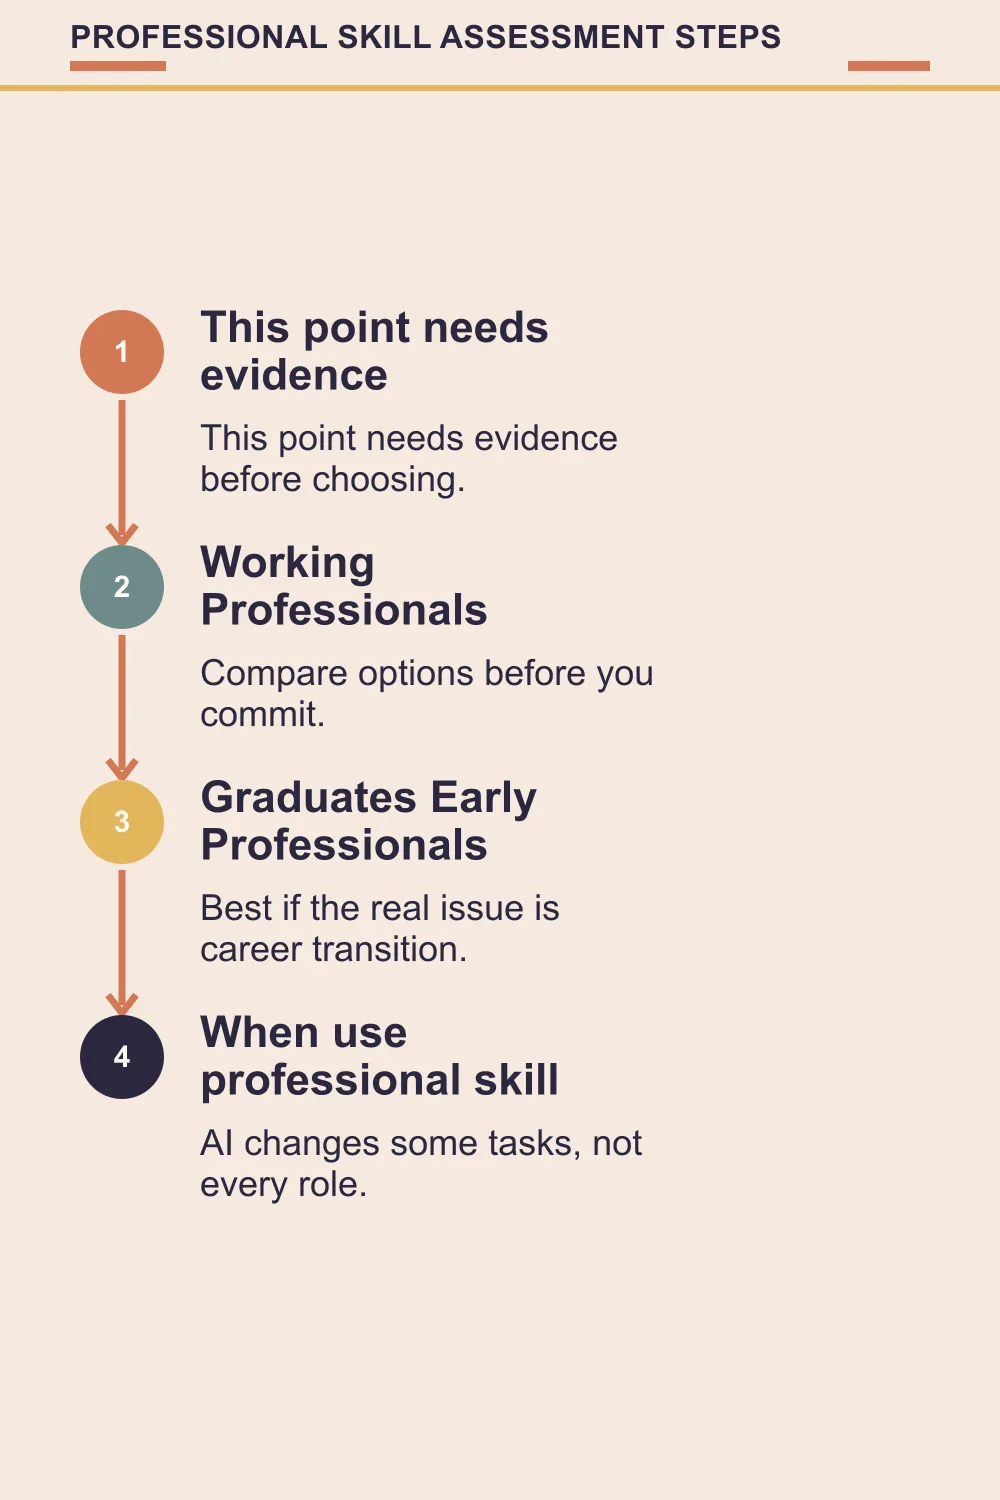 PROFESSIONAL SKILL ASSESSMENT STEPS
1
This point needs
evidence
This point needs evidence
before choosing.
2
Working
Professionals
Compare options before you
commit.
3
Graduates Early
Professionals
Best if the real issue is
career transition.
4
When use
professional skill
AI changes some tasks, not
every role.